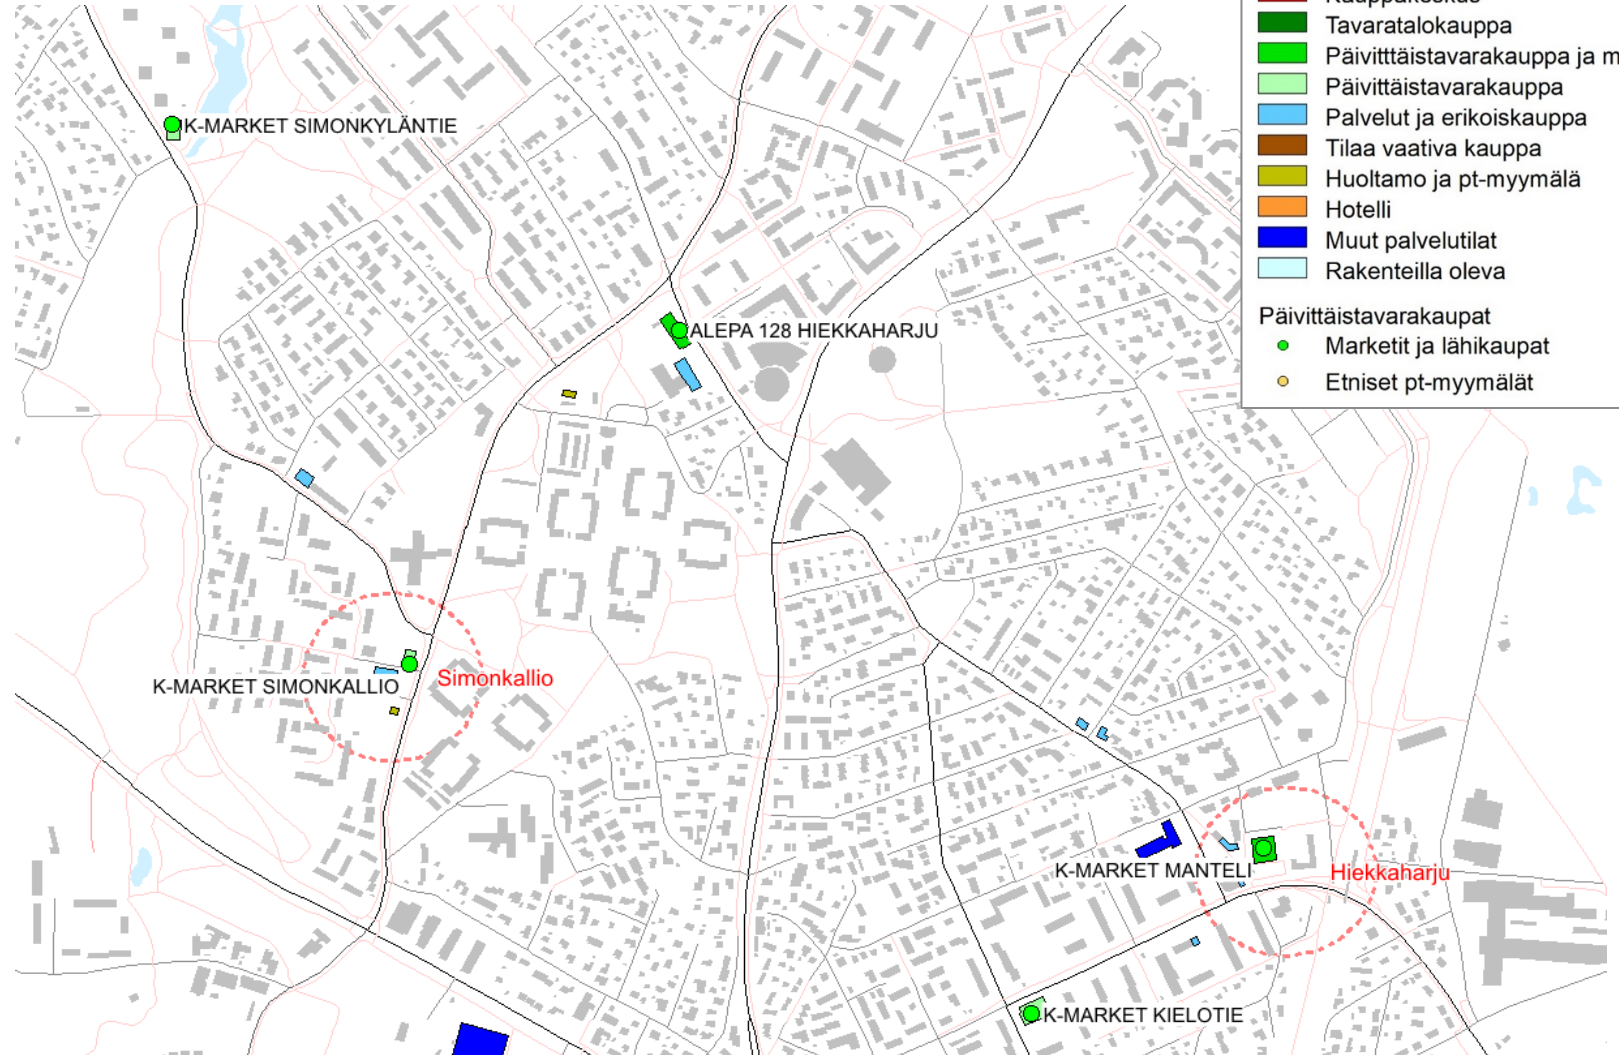 Kauppakeskus
Tavaratalokauppa
Päivitttäistavarakauppa ja m
Päivittäistavarakauppa
Palvelut ja erikoiskauppa
Tilaa vaativa kauppa
Huoltamo ja pt-myymälä
Hotelli
Muut palvelutilat
Rakenteilla oleva
Päivittäistavarakaupat
Marketit ja lähikaupat
Etniset pt-myymälät
K-MARKET SIMONKYLÄNTIE
ALEPA 128 HIEKKAHARJU
Simonkallio
K-MARKET SIMONKALLIO
K-MARKET MANTELI
Hiekkaharju
K-MARKET KIELOTIE